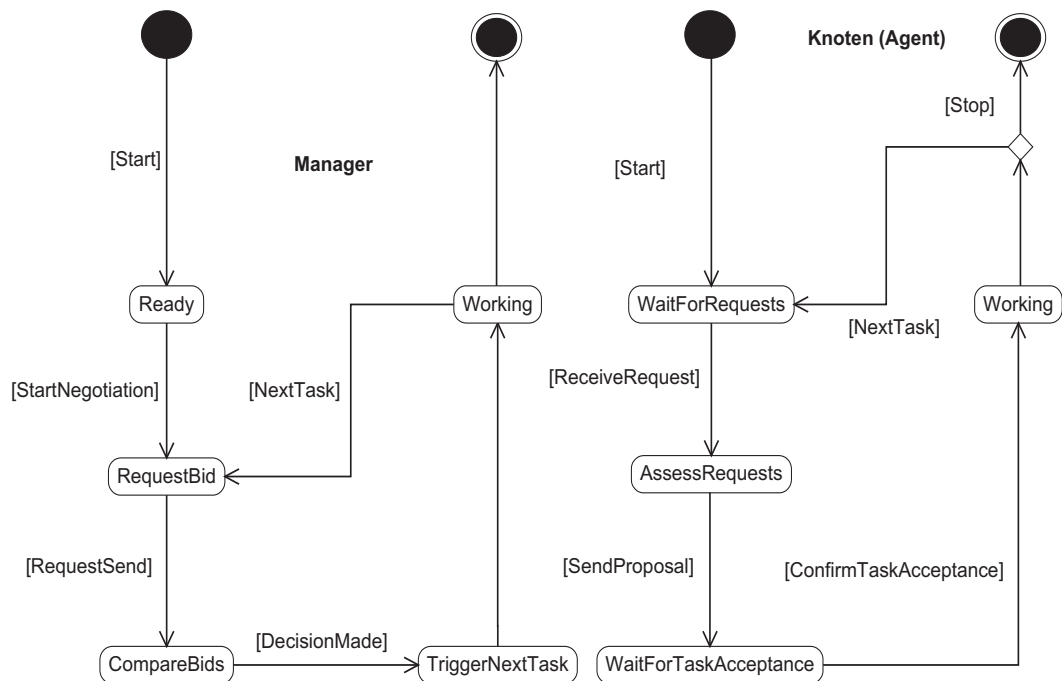 Knoten (Agent)
[Stop]
[Start]
Manager
[Start]
Ready
Working
WaitForRequests
Working
[NextTask]
[StartNegotiation]
[NextTask]
[ReceiveRequest]
RequestBid
AssessRequests
[RequestSend]
[SendProposal]
[ConfirmTaskAcceptance]
[DecisionMade]
CompareBids
TriggerNextTask
WaitForTaskAcceptance